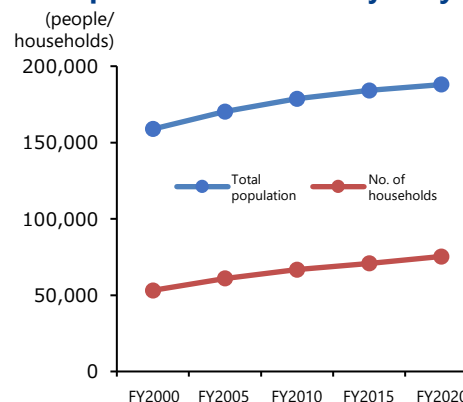 (people/
households)
200,000
150,000
Total
population
No. of
households
100,000
50,000
0
FY2000 FY2005 FY2010 FY2015 FY2020